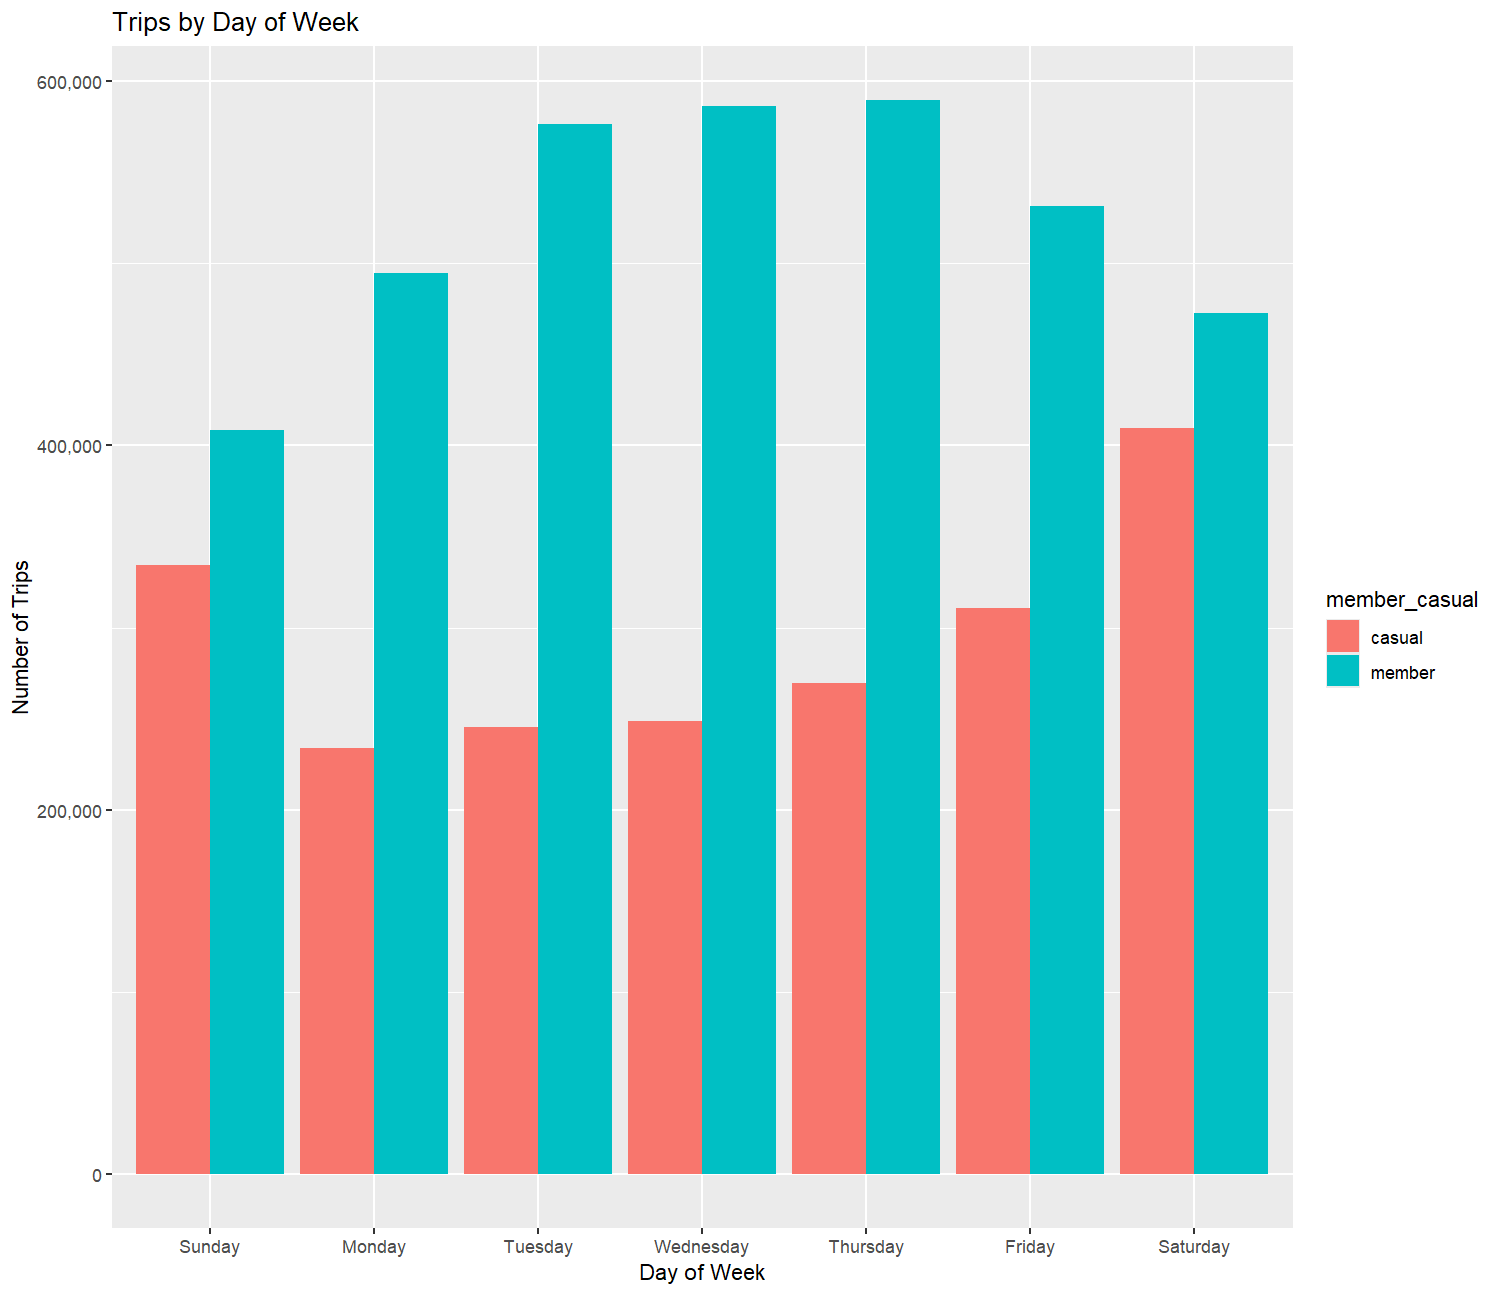 Trips by Day of Week
600,000
400,000
200,000
0
Number of Trips
Sunday Monday Tuesday Wednesday Thursday Friday Saturday
Day of Week
member_casual
casual
member